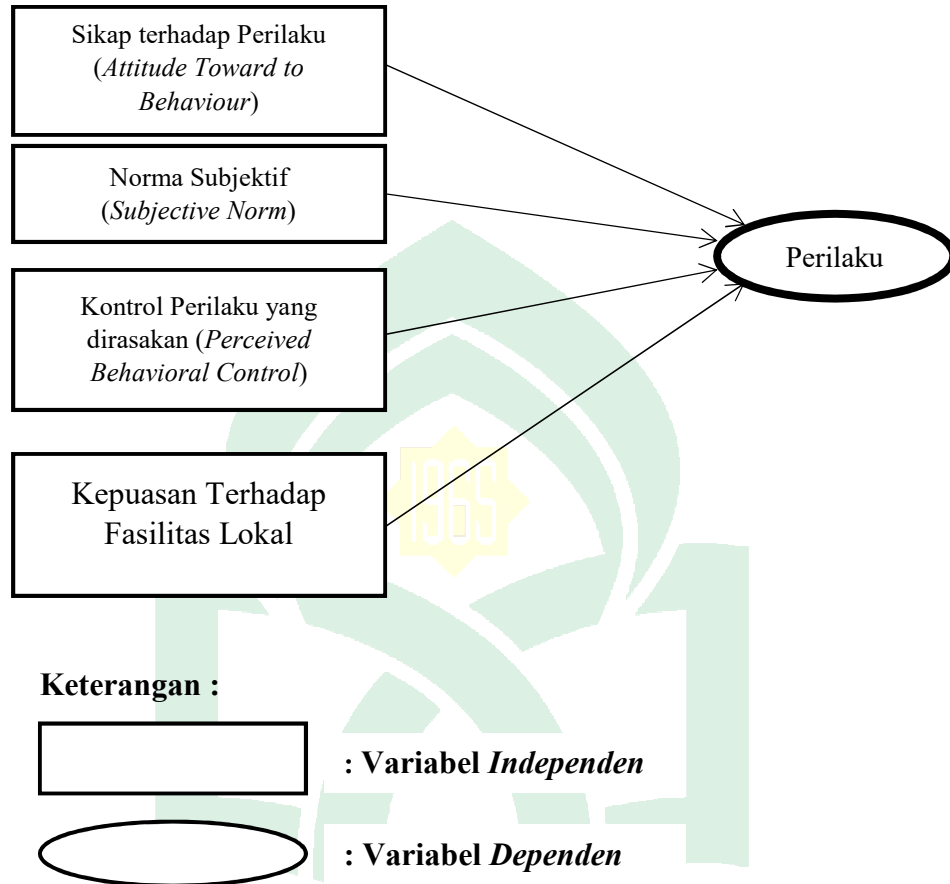 Sikap terhadap Perilaku
(Attitude Toward to
Behaviour)
Norma Subjektif
(Subjective Norm)
Kontrol Perilaku yang
dirasakan (Perceived
Behavioral Control)
Kepuasan Terhadap
Fasilitas Lokal
Perilaku
1965
Keterangan :
: Variabel Independen
: Variabel Dependen